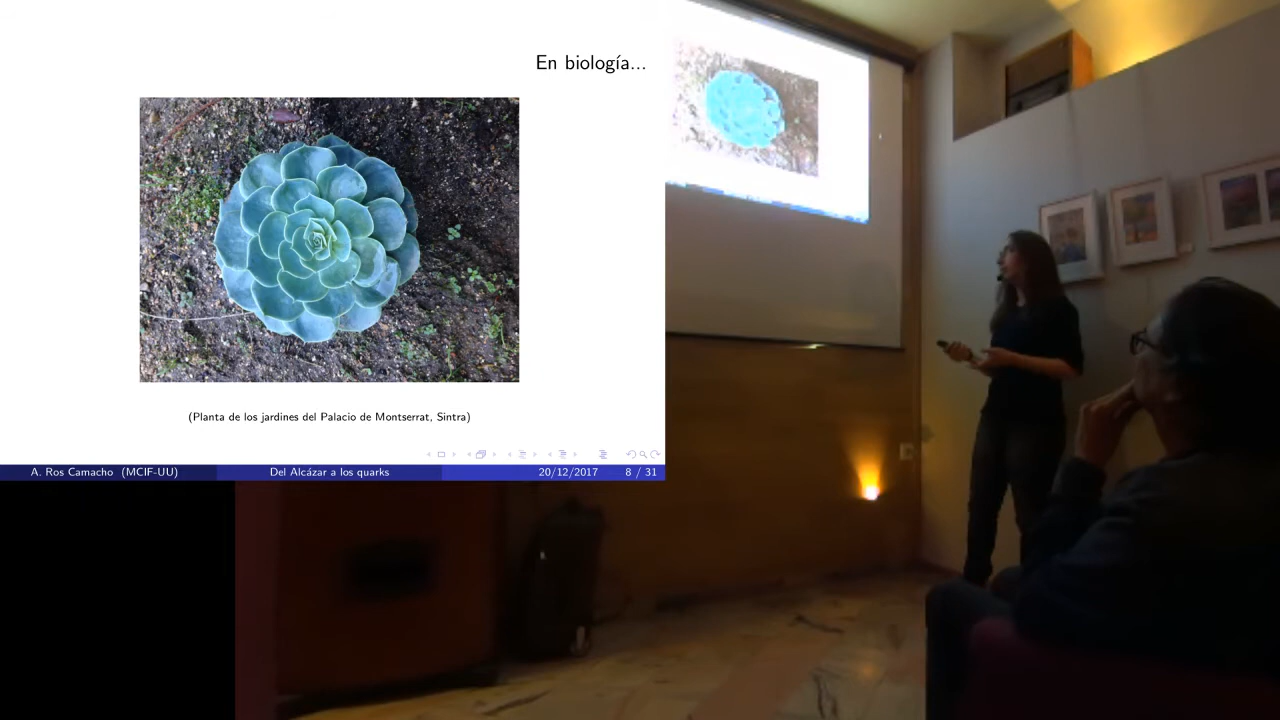 En biología...
(Planta de los jardines del Palacio de Montserrat, Sintra)
A. Ros Camacho (MCIF-UU) Del Alcázar a los quarks 20/12/2017 8 / 31